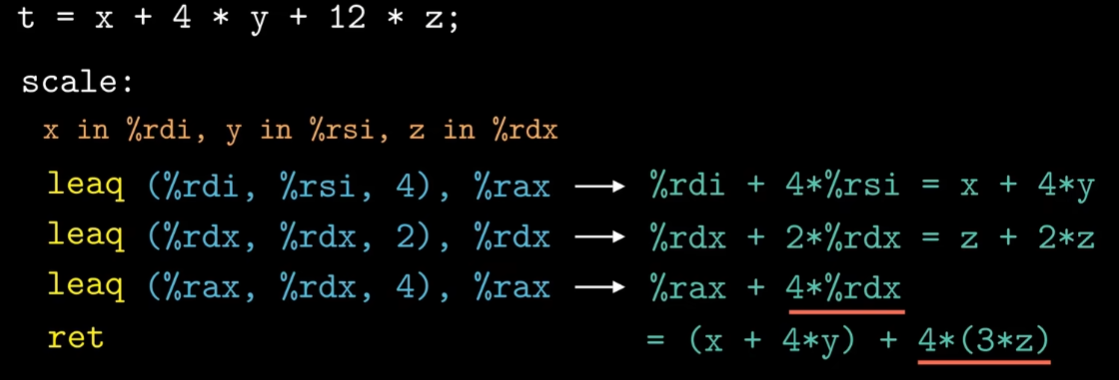 t = x + 4 * y + 12 * z;
scale:
x in %rdi, y in %rsi, z in %rdx
leaq (%rdi, %rsi, 4), %rax ⟶ %rdi + 4*%rsi = x + 4*y
leaq (%rdx, %rdx, 2), %rdx ⟶ %rdx + 2*%rdx = z + 2*z
leaq (%rax, %rdx, 4), %rax ⟶ %rax + 4*%rdx
ret = (x + 4*y) + 4*(3*z)